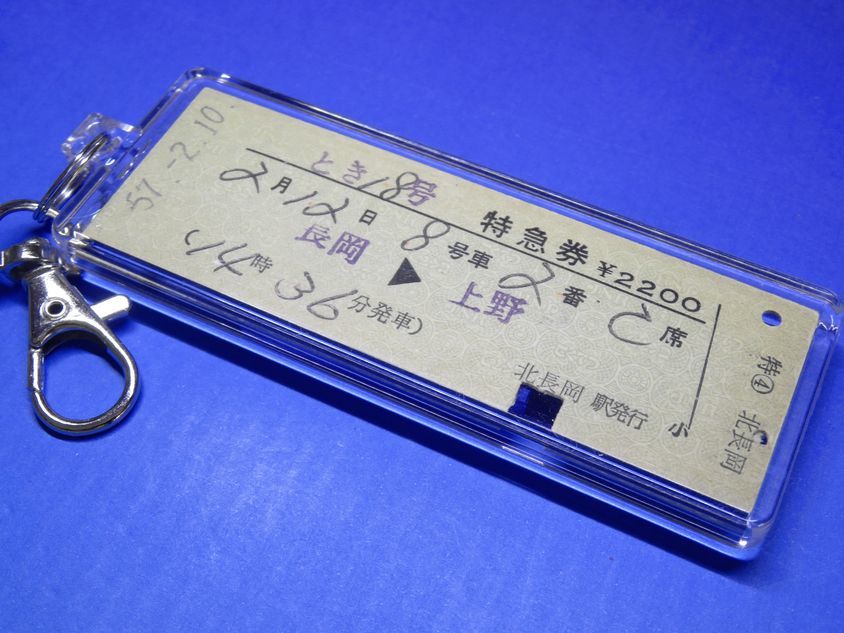 57.-2.10
とき18号
特急券 ¥2200
2月12日 8号車 2番 C席
長岡 ▶ 上野
(14時36分発車)
北長岡 駅発行 小
特④ 北長岡